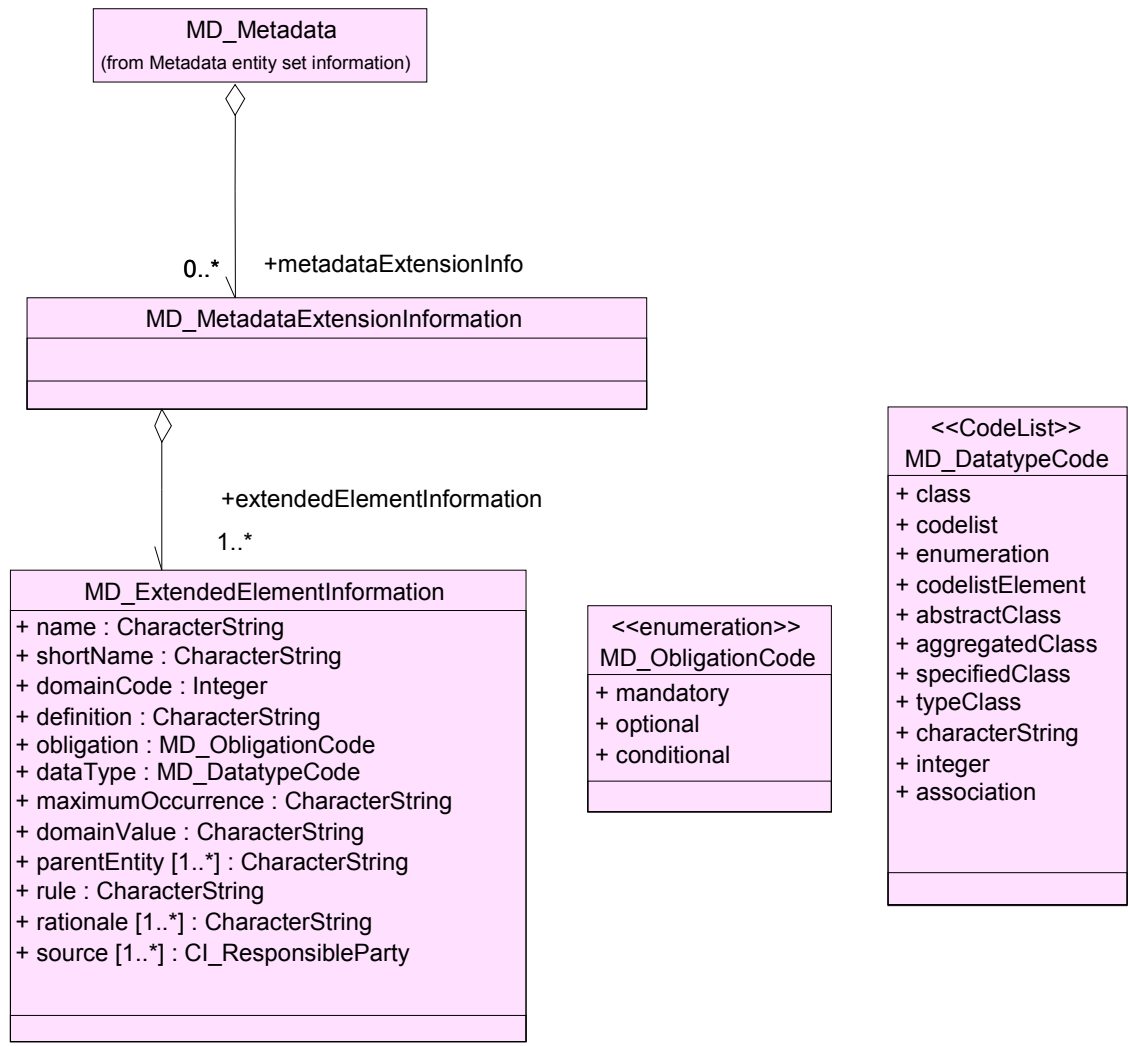 MD_Metadata
(from Metadata entity set information)
0..*
+metadataExtensionInfo
MD_MetadataExtensionInformation
+extendedElementInformation
1..*
MD_ExtendedElementInformation
+ name : CharacterString
+ shortName : CharacterString
+ domainCode : Integer
+ definition : CharacterString
+ obligation : MD_ObligationCode
+ dataType : MD_DatatypeCode
+ maximumOccurrence : CharacterString
+ domainValue : CharacterString
+ parentEntity [1..*] : CharacterString
+ rule : CharacterString
+ rationale [1..*] : CharacterString
+ source [1..*] : CI_ResponsibleParty
<<enumeration>>
MD_ObligationCode
+ mandatory
+ optional
+ conditional
<<CodeList>>
MD_DatatypeCode
+ class
+ codelist
+ enumeration
+ codelistElement
+ abstractClass
+ aggregatedClass
+ specifiedClass
+ typeClass
+ characterString
+ integer
+ association